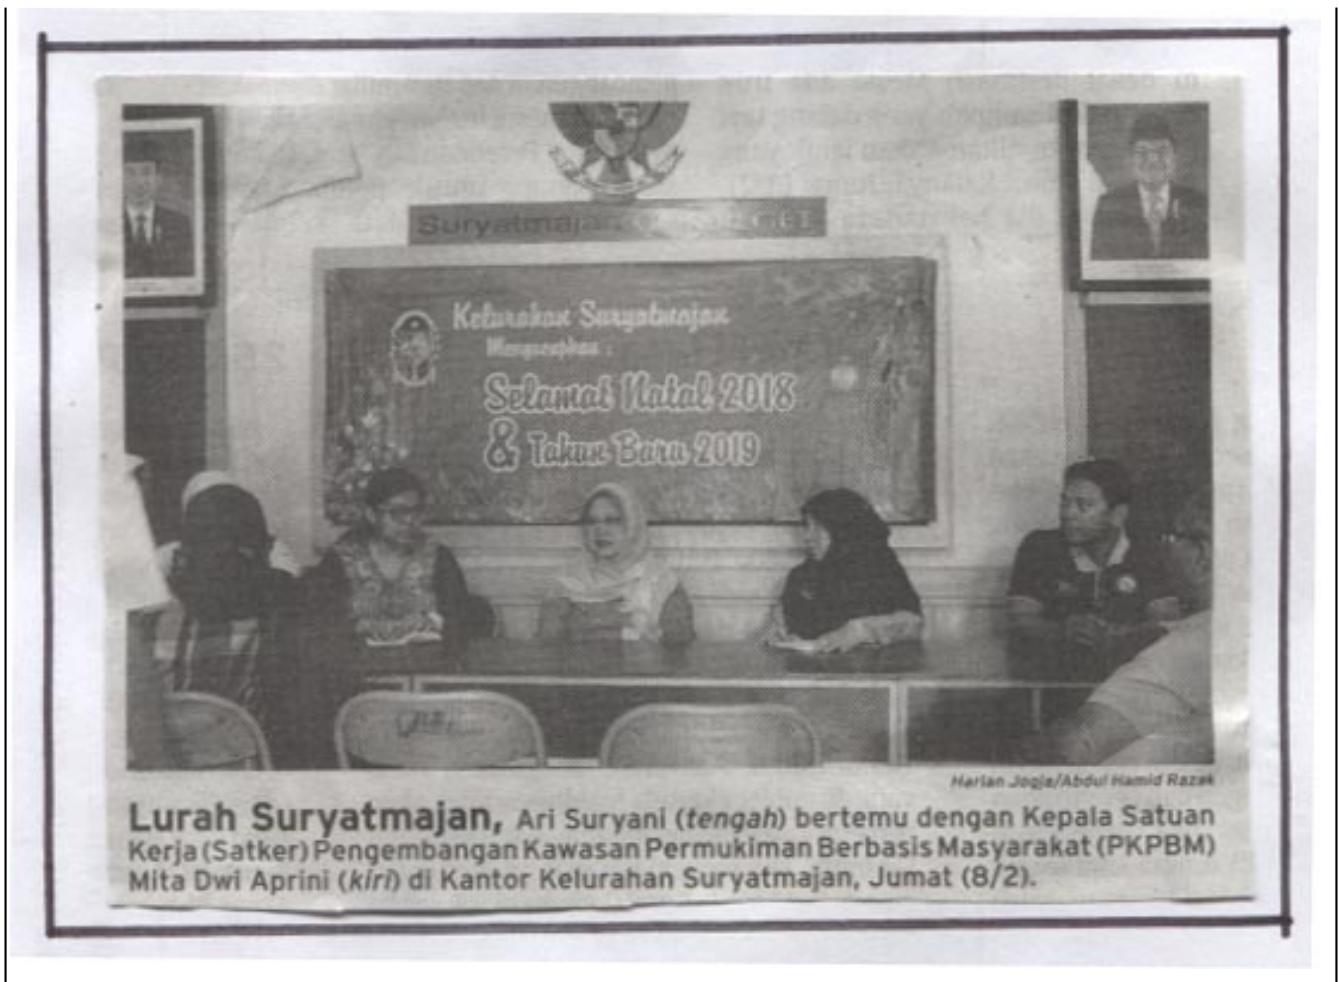 Suryatmaja
Kelurahan Suryatmajan
Mengucapkan :
Selamat Natal 2018
& Tahun Baru 2019
Harian Jogja/Abdul Hamid Razak
Lurah Suryatmajan, Ari Suryani (tengah) bertemu dengan Kepala Satuan
Kerja (Satker) Pengembangan Kawasan Permukiman Berbasis Masyarakat (PKPBM)
Mita Dwi Aprini (kiri) di Kantor Kelurahan Suryatmajan, Jumat (8/2).